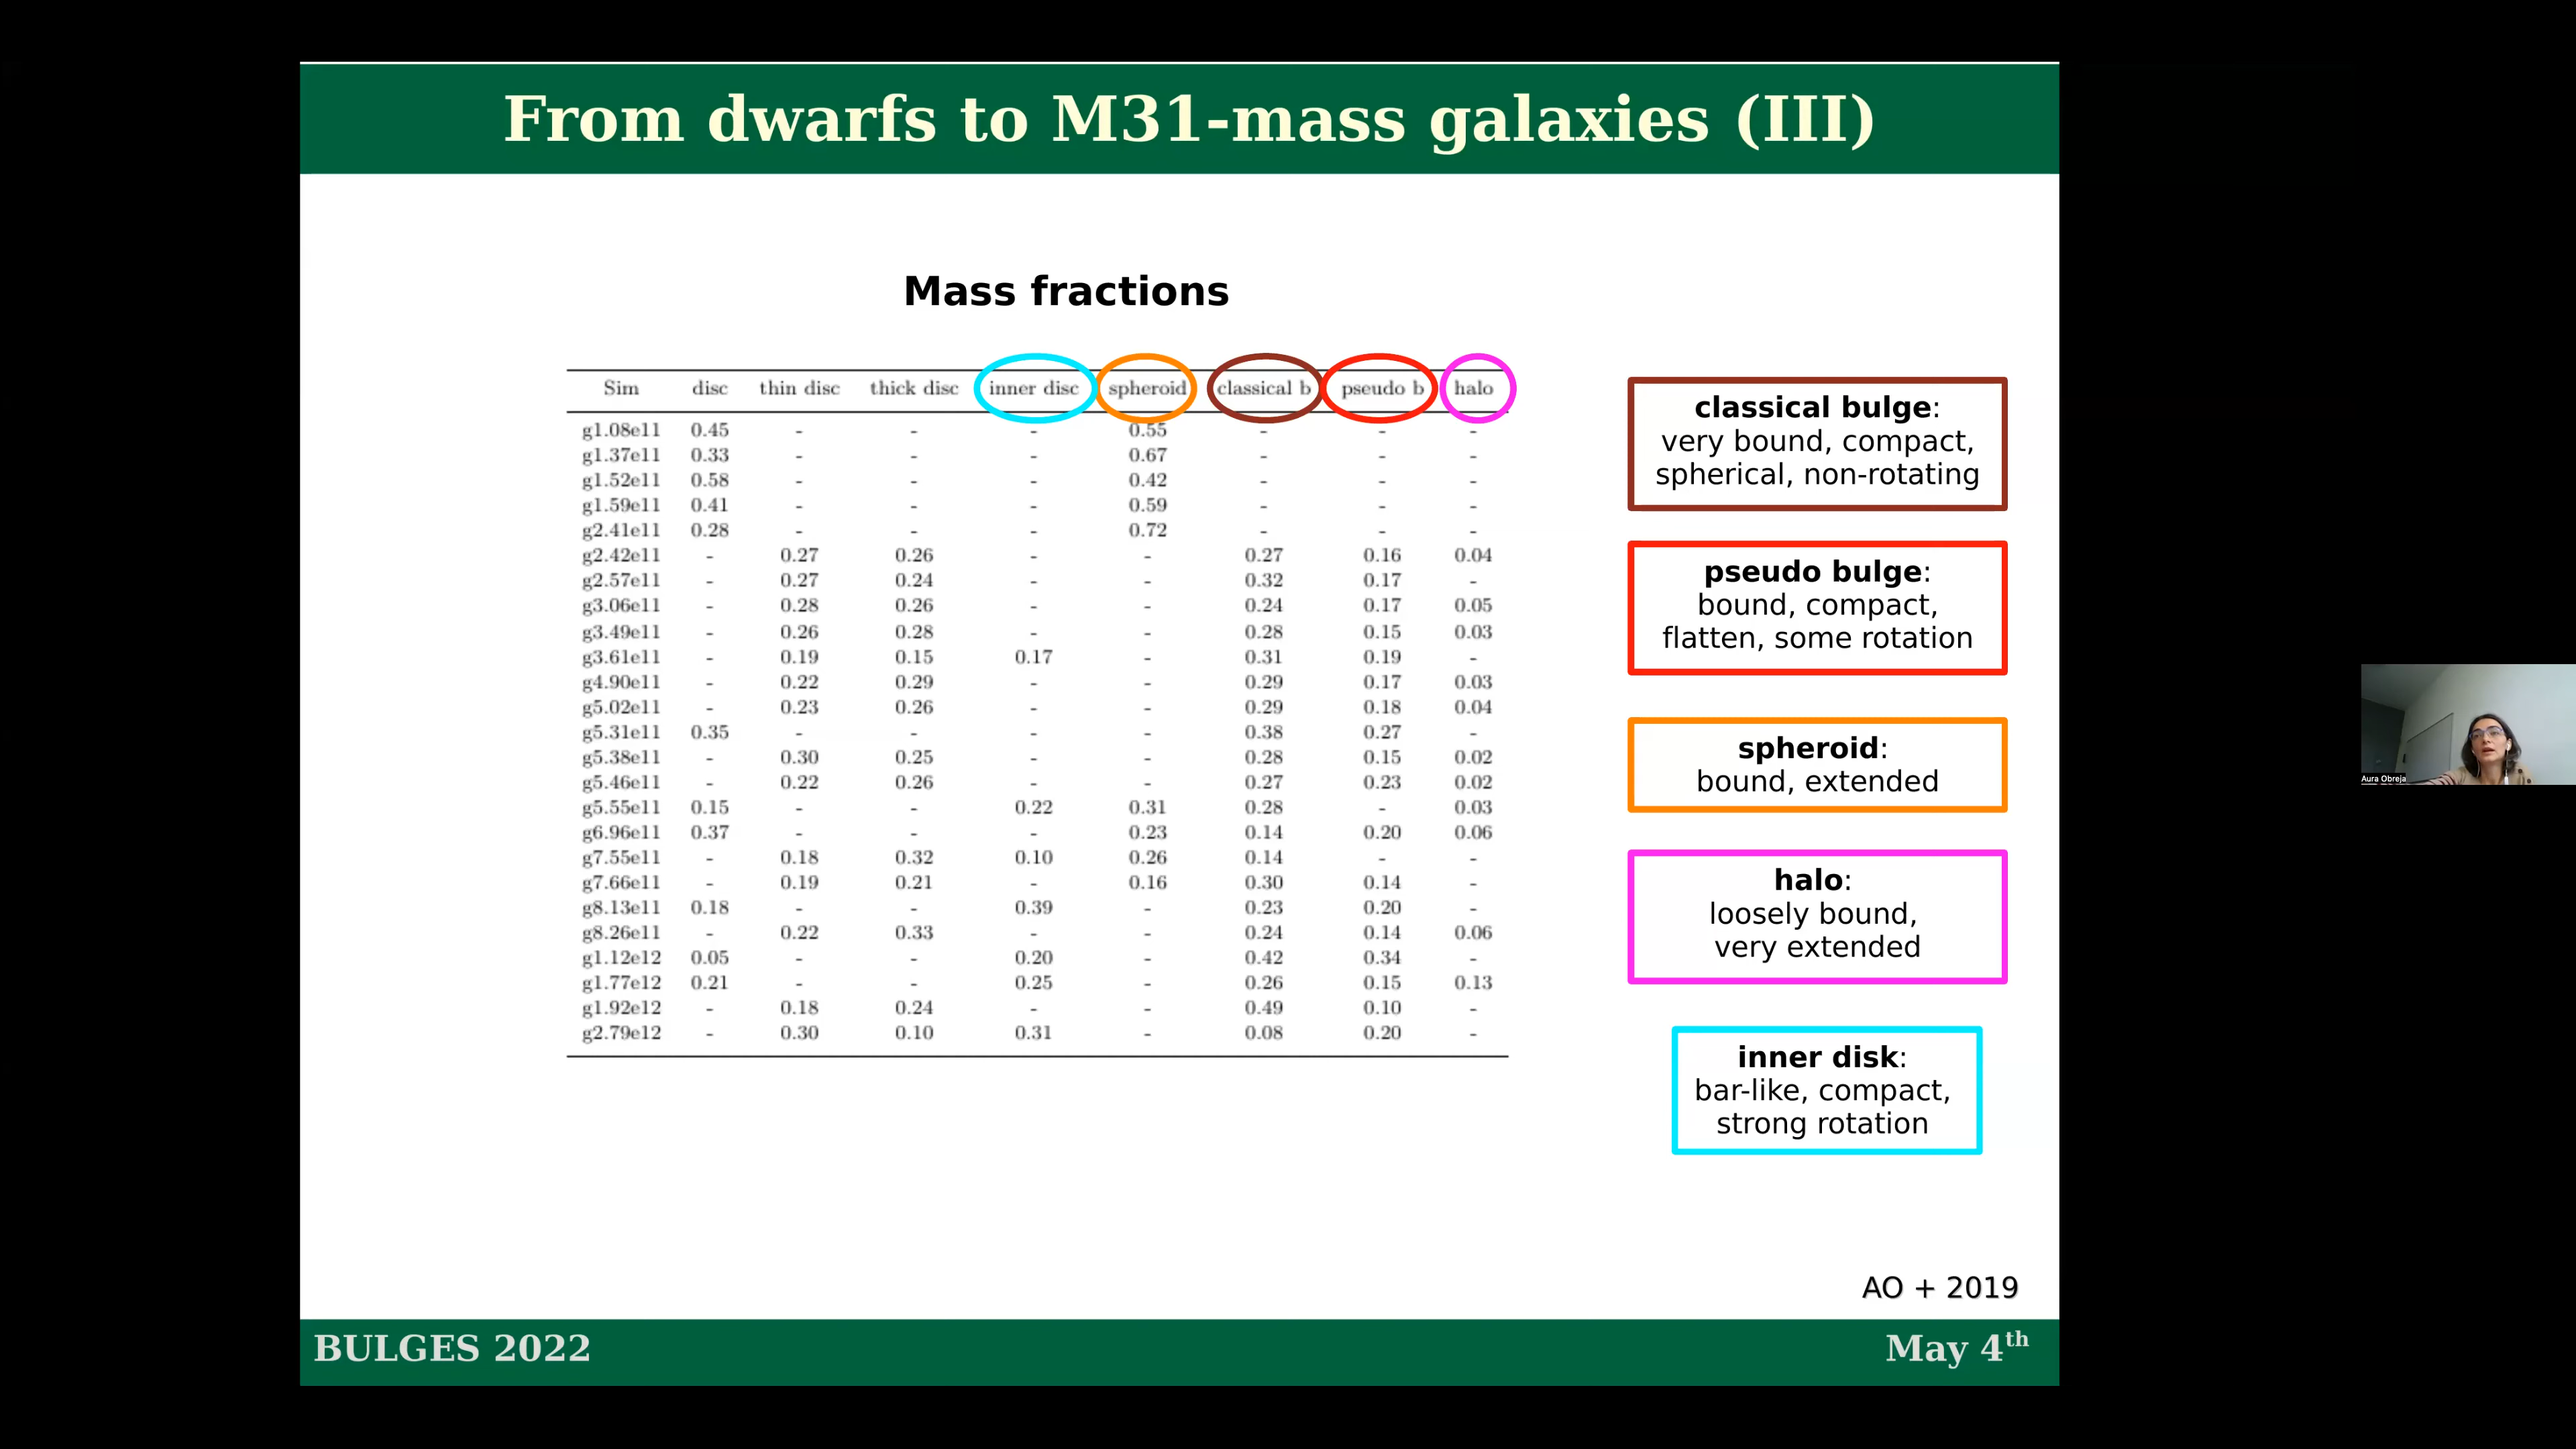 From dwarfs to M31-mass galaxies (III)
Mass fractions
Sim disc thin disc thick disc inner disc spheroid classical b pseudo b halo
g1.08e11 0.45 - - - 0.55 - - -
g1.37e11 0.33 - - - 0.67 - - -
g1.52e11 0.58 - - - 0.42 - - -
g1.59e11 0.41 - - - 0.59 - - -
g2.41e11 0.28 - - - 0.72 - - -
g2.42e11 - 0.27 0.26 - - 0.27 0.16 0.04
g2.57e11 - 0.27 0.24 - - 0.32 0.17 -
g3.06e11 - 0.28 0.26 - - 0.24 0.17 0.05
g3.49e11 - 0.26 0.28 - - 0.28 0.15 0.03
g3.61e11 - 0.19 0.15 0.17 - 0.31 0.19 -
g4.90e11 - 0.22 0.29 - - 0.29 0.17 0.03
g5.02e11 - 0.23 0.26 - - 0.29 0.18 0.04
g5.31e11 0.35 - - - - 0.38 0.27 -
g5.38e11 - 0.30 0.25 - - 0.28 0.15 0.02
g5.46e11 - 0.22 0.26 - - 0.27 0.23 0.02
g5.55e11 0.15 - - 0.22 0.31 0.28 - 0.03
g6.96e11 0.37 - - - 0.23 0.14 0.20 0.06
g7.55e11 - 0.18 0.32 0.10 0.26 0.14 - -
g7.66e11 - 0.19 0.21 - 0.16 0.30 0.14 -
g8.13e11 0.18 - - 0.39 - 0.23 0.20 -
g8.26e11 - 0.22 0.33 - - 0.24 0.14 0.06
g1.12e12 0.05 - - 0.20 - 0.42 0.34 -
g1.77e12 0.21 - - 0.25 - 0.26 0.15 0.13
g1.92e12 - 0.18 0.24 - - 0.49 0.10 -
g2.79e12 - 0.30 0.10 0.31 - 0.08 0.20 -
classical bulge:
very bound, compact,
spherical, non-rotating
pseudo bulge:
bound, compact,
flatten, some rotation
spheroid:
bound, extended
halo:
loosely bound,
very extended
inner disk:
bar-like, compact,
strong rotation
AO + 2019
BULGES 2022
May 4th
Aura Obreja